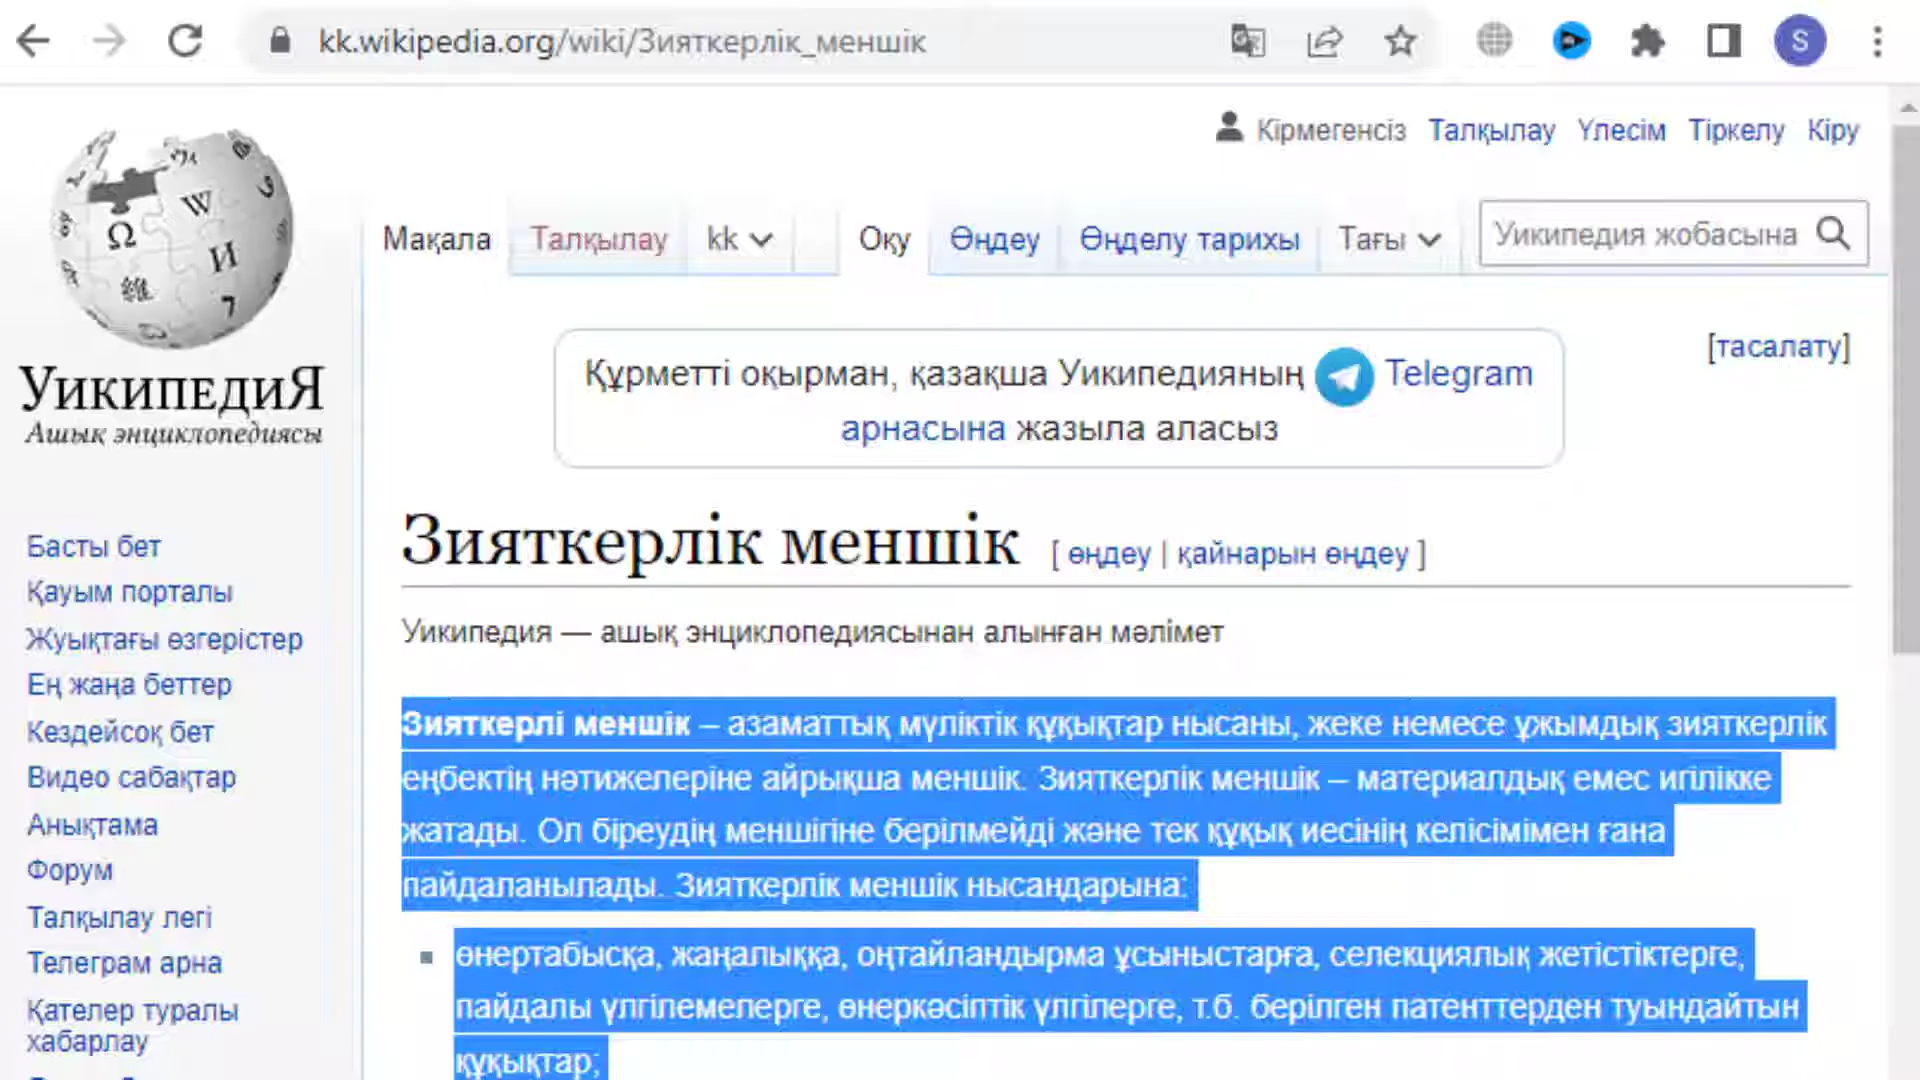 kk.wikipedia.org/wiki/Зияткерлік_меншік
S
Кірмегенсіз Талқылау Үлесім Тіркелу Кіру
Мақала Талқылау kk Оқу Өңдеу Өңделу тарихы Тағы Уикипедия жобасына
[тасалату]
Құрметті оқырман, қазақша Уикипедияның Telegram
арнасына жазыла аласыз
УикипедиЯ
Ашық энциклопедиясы
Зияткерлік меншік [ өңдеу | қайнарын өңдеу ]
Уикипедия — ашық энциклопедиясынан алынған мәлімет
Басты бет
Қауым порталы
Жуықтағы өзгерістер
Ең жаңа беттер
Кездейсоқ бет
Видео сабақтар
Анықтама
Форум
Талқылау легі
Телеграм арна
Қателер туралы
хабарлау
Зияткерлі меншік – азаматтық мүліктік құқықтар нысаны, жеке немесе ұжымдық зияткерлік
еңбектің нәтижелеріне айрықша меншік. Зияткерлік меншік – материалдық емес игілікке
жатады. Ол біреудің меншігіне берілмейді және тек құқық иесінің келісімімен ғана
пайдаланылады. Зияткерлік меншік нысандарына:
өнертабысқа, жаңалыққа, оңтайландырма ұсыныстарға, селекциялық жетістіктерге,
пайдалы үлгілемелерге, өнеркәсіптік үлгілерге, т.б. берілген патенттерден туындайтын
құқықтар;